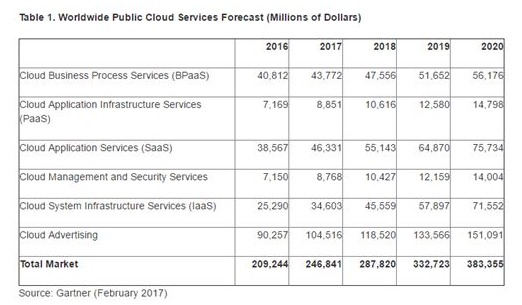 Table 1. Worldwide Public Cloud Services Forecast (Millions of Dollars)
2016 2017 2018 2019 2020
Cloud Business Process Services (BPaaS) 40,812 43,772 47,556 51,652 56,176
Cloud Application Infrastructure Services 7,169 8,851 10,616 12,580 14,798
(PaaS)
Cloud Application Services (SaaS) 38,567 46,331 55,143 64,870 75,734
Cloud Management and Security Services 7,150 8,768 10,427 12,159 14,004
Cloud System Infrastructure Services (IaaS) 25,290 34,603 45,559 57,897 71,552
Cloud Advertising 90,257 104,516 118,520 133,566 151,091
Total Market 209,244 246,841 287,820 332,723 383,355
Source: Gartner (February 2017)